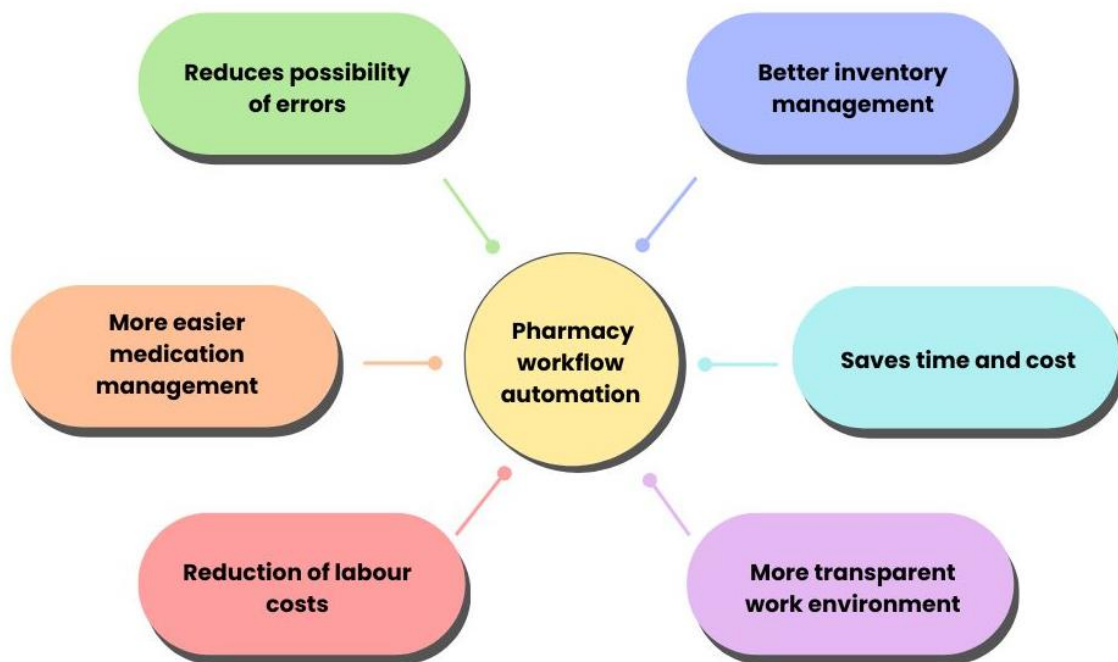 Reduces possibility
of errors
Better inventory
management
More easier
medication
management
Pharmacy
workflow
automation
Saves time and cost
Reduction of labour
costs
More transparent
work environment